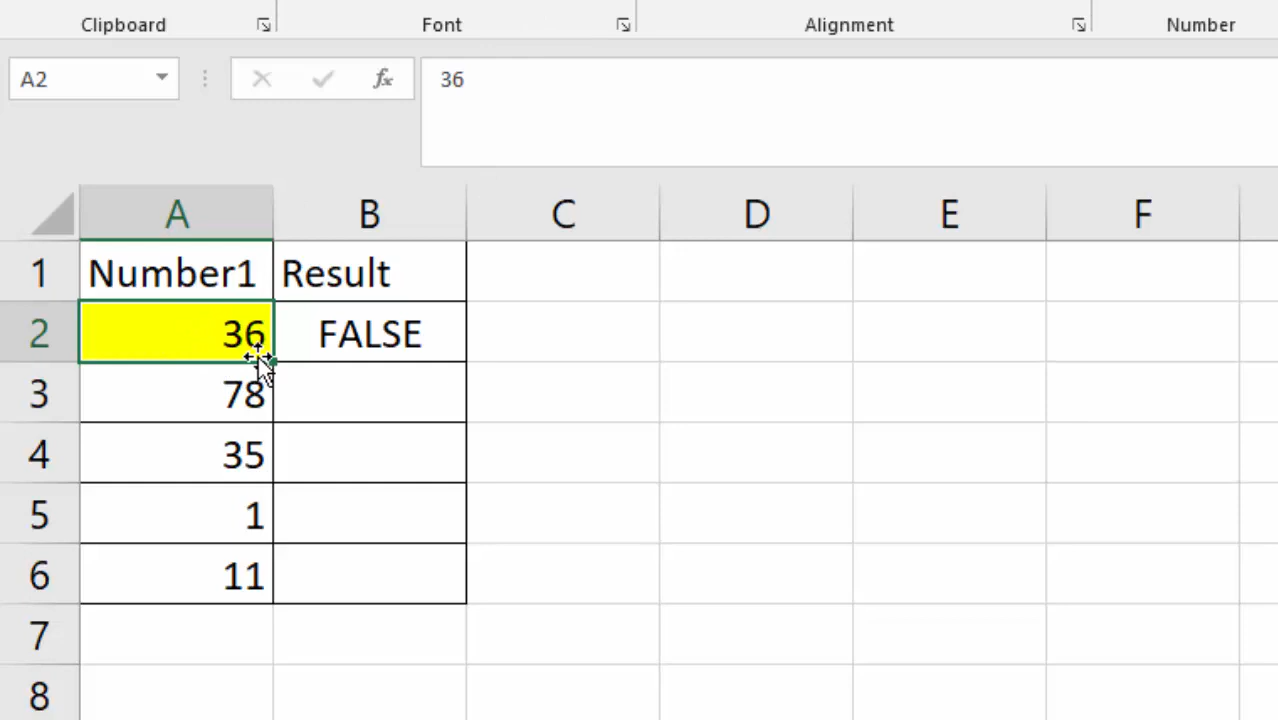 Clipboard Font Alignment Number
A2 fx 36
A B C D E F
1 Number1 Result
2 36 FALSE
3 78
4 35
5 1
6 11
7
8